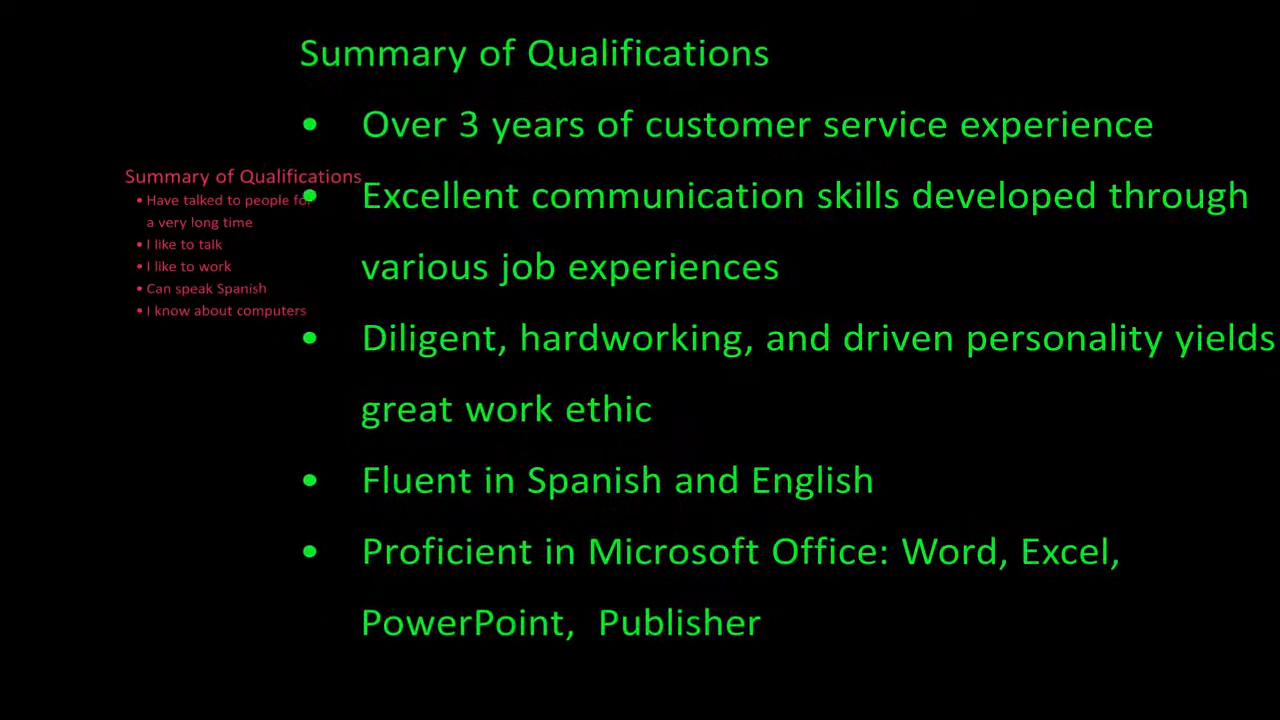 Summary of Qualifications
• Over 3 years of customer service experience
• Excellent communication skills developed through
various job experiences
• Diligent, hardworking, and driven personality yields
great work ethic
• Fluent in Spanish and English
• Proficient in Microsoft Office: Word, Excel,
PowerPoint, Publisher
Summary of Qualifications
• Have talked to people for
a very long time
• I like to talk
• I like to work
• Can speak Spanish
• I know about computers